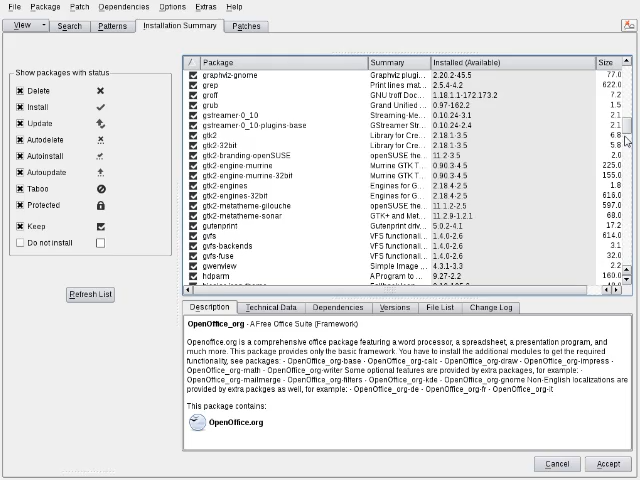 File Package Patch Dependencies Options Extras Help
View Search Patterns Installation Summary Patches
Show packages with status
Delete
Install
Update
Autodelete
Autoinstall
Autoupdate
Taboo
Protected
Keep
Do not install
Refresh List
/ Package Summary Installed (Available) Size
graphviz-gnome Graphviz plugi... 2.20.2-45.5 77.0
grep Print lines mat... 2.5.4-4.2 622.0
groff GNU troff Doc... 1.18.1.1-172.173.2 7.2
grub Grand Unified ... 0.97-162.2 1.5
gstreamer-0_10 Streaming-Me... 0.10.24-3.1 2.1
gstreamer-0_10-plugins-base GStreamer Str... 0.10.24-2.4 2.1
gtk2 Library for Cre... 2.18.1-3.5 6.8
gtk2-32bit Library for Cre... 2.18.1-3.5 5.8
gtk2-branding-openSUSE openSUSE the... 11.2-3.5 2.0
gtk2-engine-murrine Murrine GTK T... 0.90.3-4.5 225.0
gtk2-engine-murrine-32bit Murrine GTK T... 0.90.3-4.5 155.0
gtk2-engines Engines for G... 2.18.4-2.5 1.8
gtk2-engines-32bit Engines for G... 2.18.4-2.5 616.0
gtk2-metatheme-gilouche openSUSE the... 11.1.2-2.5 597.0
gtk2-metatheme-sonar GTK+ and Met... 11.2.9-1.2.1 68.0
gutenprint Gutenprint driv... 5.0.2-4.1 17.2
gvfs VFS functionali... 1.4.0-2.6 614.0
gvfs-backends VFS functionali... 1.4.0-2.6 3.1
gvfs-fuse VFS functionali... 1.4.0-2.6 32.0
gwenview Simple Image ... 4.3.1-3.3 2.2
hdparm A Program to ... 9.27-2.2 160.0
Description Technical Data Dependencies Versions File List Change Log
OpenOffice_org - A Free Office Suite (Framework)
OpenOffice.org is a comprehensive office package featuring a word processor, a spreadsheet, a presentation program, and
much more. This package provides only the basic framework. You have to install the additional modules to get the required
functionality, see packages: - OpenOffice_org-base - OpenOffice_org-calc - OpenOffice_org-draw - OpenOffice_org-impress -
OpenOffice_org-math - OpenOffice_org-writer Some optional features are provided by extra packages, for example: -
OpenOffice_org-mailmerge - OpenOffice_org-filters - OpenOffice_org-kde - OpenOffice_org-gnome Non-English localizations are
provided by extra packages as well, for example: - OpenOffice_org-de - OpenOffice_org-fr - OpenOffice_org-it
This package contains:
OpenOffice.org
Cancel Accept